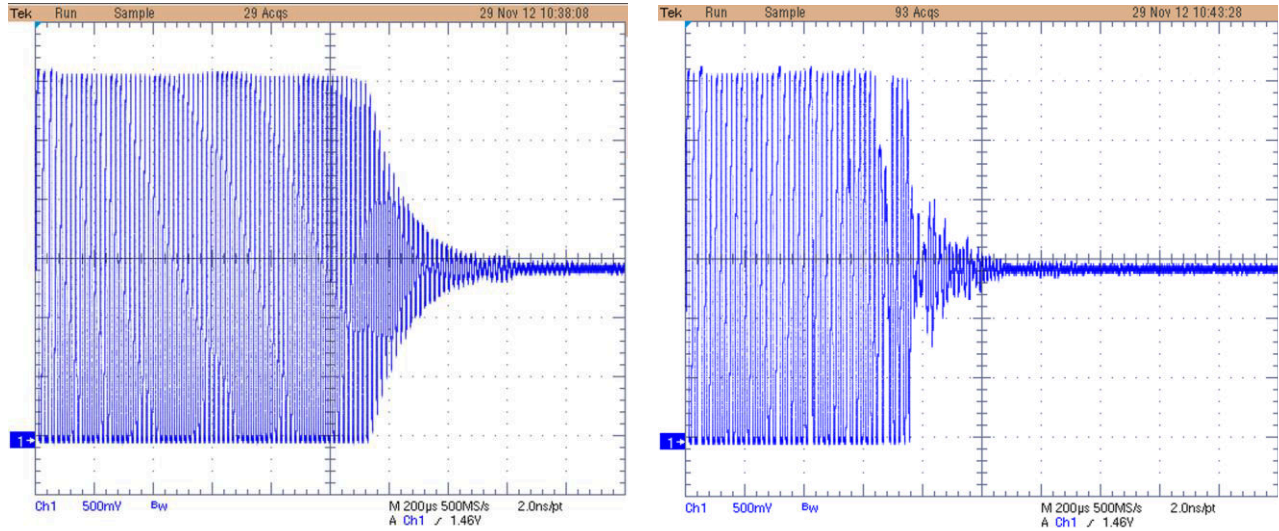 Tek Run Sample 29 Acqs 29 Nov 12 10:38:08
1
Ch1 500mV Bw M 200µs 500MS/s 2.0ns/pt
A Ch1 / 1.46V
Tek Run Sample 93 Acqs 29 Nov 12 10:43:28
1
Ch1 500mV Bw M 200µs 500MS/s 2.0ns/pt
A Ch1 / 1.46V